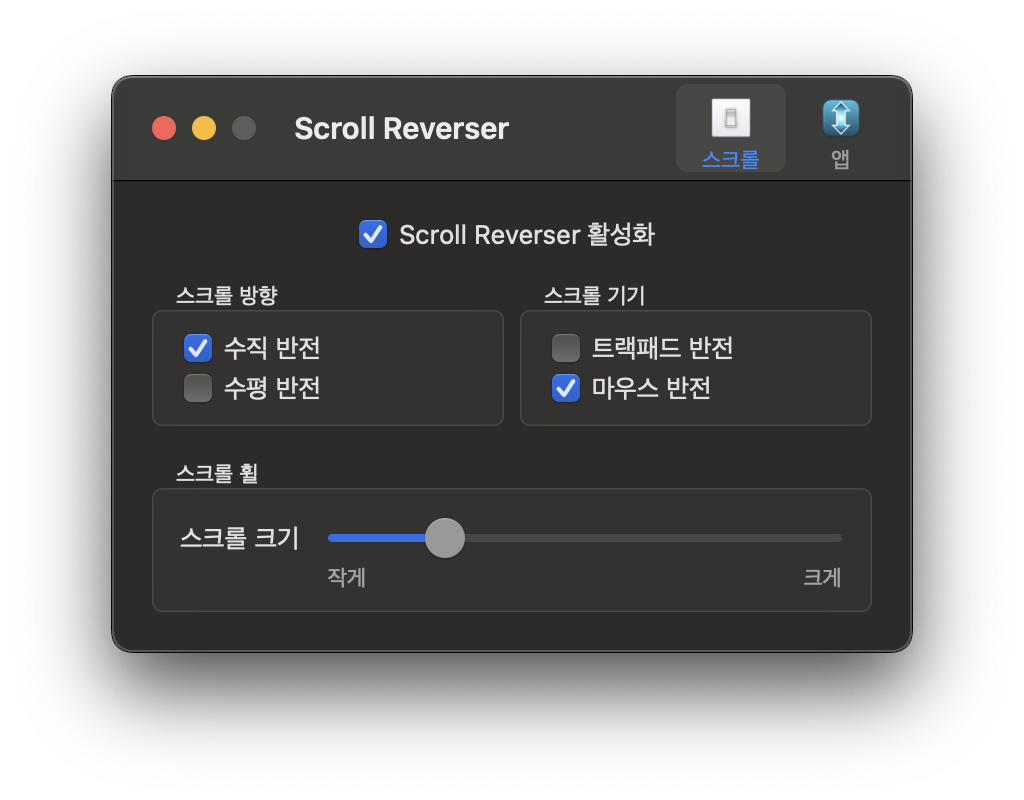 Scroll Reverser
스크롤
앱
Scroll Reverser 활성화
스크롤 방향
수직 반전
수평 반전
스크롤 기기
트랙패드 반전
마우스 반전
스크롤 휠
스크롤 크기
작게
크게